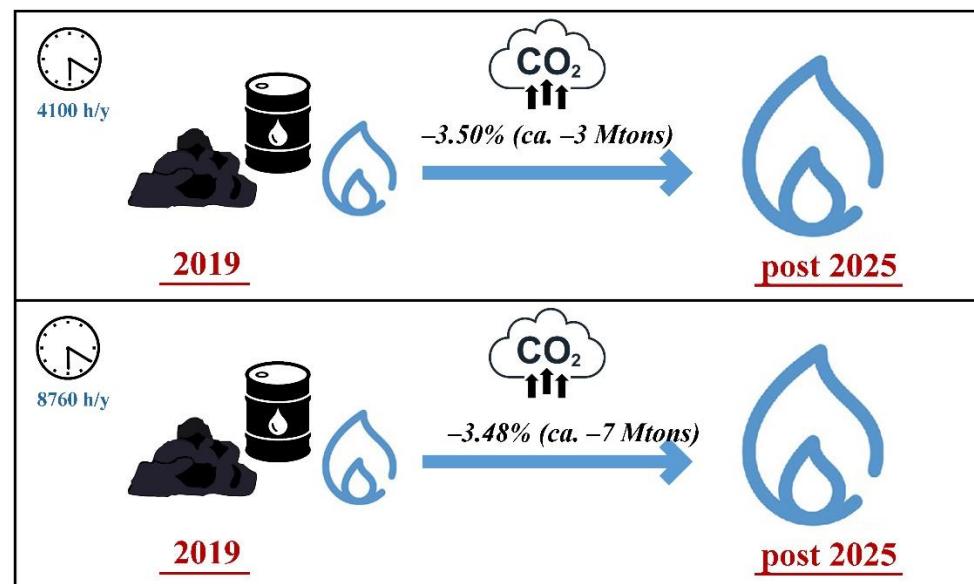 4100 h/y
CO₂
–3.50% (ca. –3 Mtons)
2019
post 2025
8760 h/y
CO₂
–3.48% (ca. –7 Mtons)
2019
post 2025